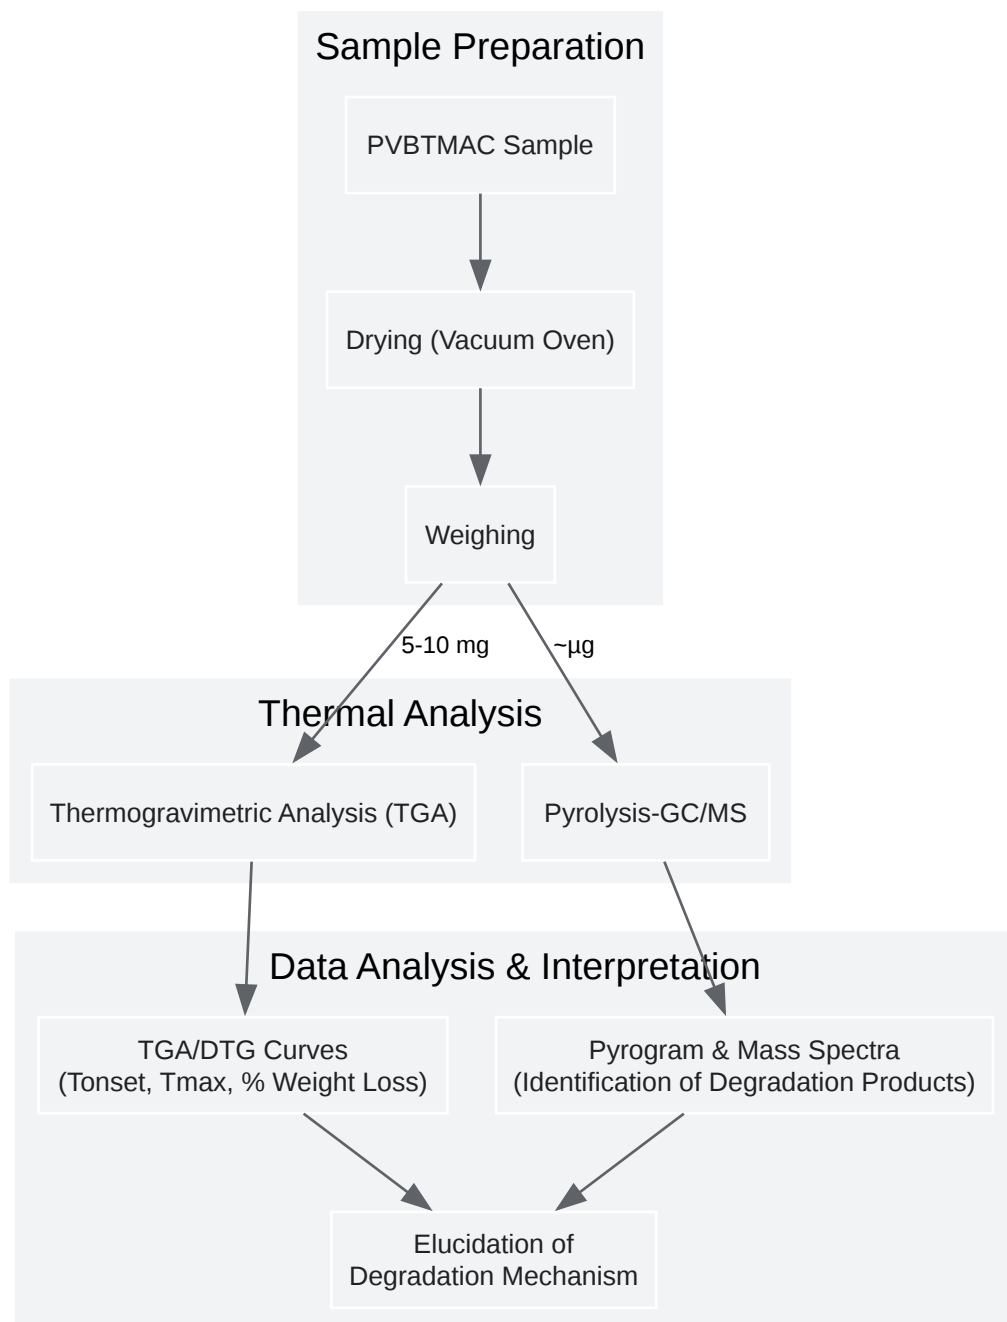 Sample Preparation
PVBTMAC Sample
Drying (Vacuum Oven)
Weighing
5-10 mg
~µg
Thermal Analysis
Thermogravimetric Analysis (TGA)
Pyrolysis-GC/MS
Data Analysis & Interpretation
TGA/DTG Curves
(Tonset, Tmax, % Weight Loss)
Pyrogram & Mass Spectra
(Identification of Degradation Products)
Elucidation of
Degradation Mechanism